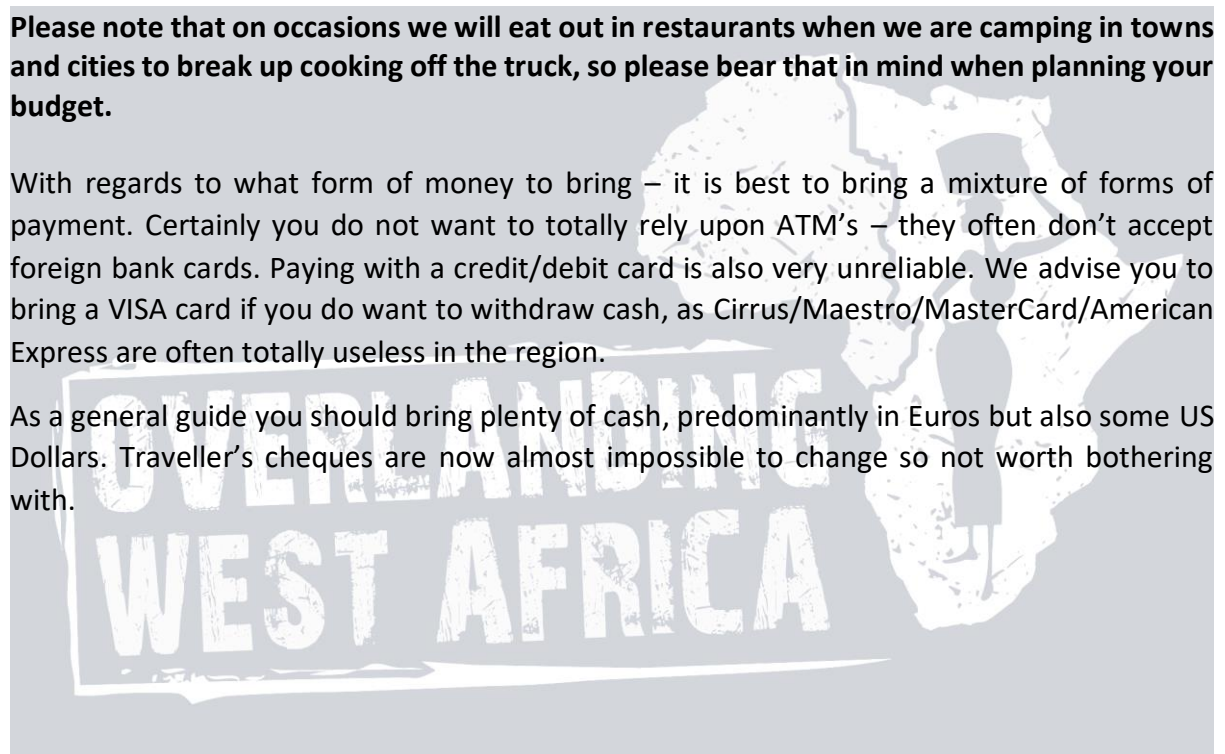 Please note that on occasions we will eat out in restaurants when we are camping in towns
and cities to break up cooking off the truck, so please bear that in mind when planning your
budget.
With regards to what form of money to bring – it is best to bring a mixture of forms of
payment. Certainly you do not want to totally rely upon ATM’s – they often don’t accept
foreign bank cards. Paying with a credit/debit card is also very unreliable. We advise you to
bring a VISA card if you do want to withdraw cash, as Cirrus/Maestro/MasterCard/American
Express are often totally useless in the region.
As a general guide you should bring plenty of cash, predominantly in Euros but also some US
Dollars. Traveller’s cheques are now almost impossible to change so not worth bothering
with.
OVERLANDING
WEST AFRICA